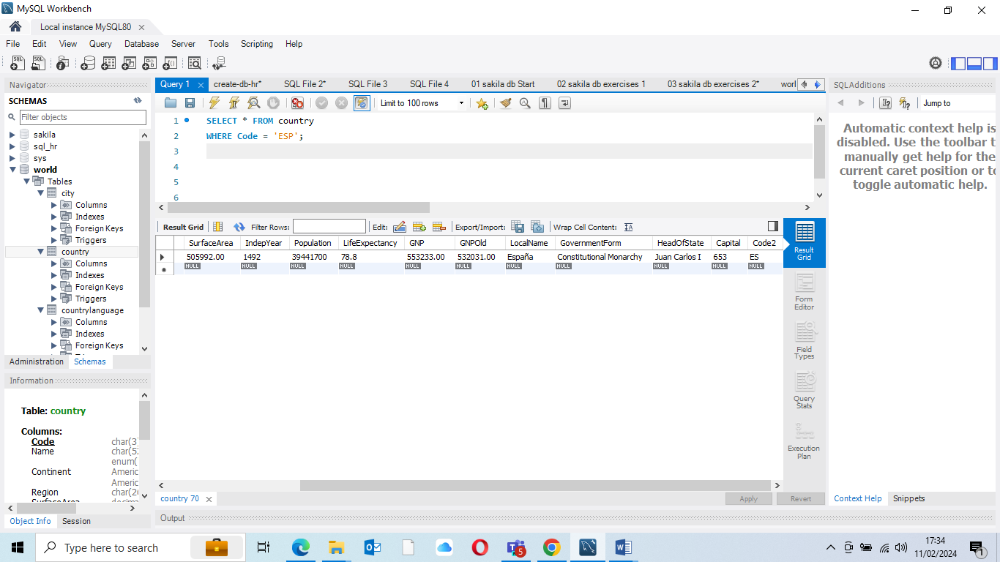 MySQL Workbench
Local instance MySQL80
File Edit View Query Database Server Tools Scripting Help
Navigator
SCHEMAS
Filter objects
sakila
sql_hr
sys
world
Tables
city
Columns
Indexes
Foreign Keys
Triggers
country
Columns
Indexes
Foreign Keys
Triggers
countrylanguage
Columns
Indexes
Foreign Keys
Administration Schemas
Information
Table: country
Columns:
Code char(3)
Name char(52
enum(
Continent Americ
Americ
Region char(26
SurfaceArea decima
Object Info Session
Query 1 create-db-hr* SQL File 2* SQL File 3 SQL File 4 01 sakila db Start 02 sakila db exercises 1 03 sakila db exercises 2* worl
Limit to 100 rows
1 SELECT * FROM country
2 WHERE Code = 'ESP';
3
4
5
6
Result Grid Filter Rows: Edit: Export/Import: Wrap Cell Content:
SurfaceArea IndepYear Population LifeExpectancy GNP GNPOld LocalName GovernmentForm HeadOfState Capital Code2
505992.00 1492 39441700 78.8 553233.00 532031.00 España Constitutional Monarchy Juan Carlos I 653 ES
NULL NULL NULL NULL NULL NULL NULL NULL NULL NULL NULL
Result
Grid
Form
Editor
Field
Types
Query
Stats
Execution
Plan
country 70 Apply Revert
Output
SQLAdditions
Jump to
Automatic context help is
disabled. Use the toolbar t
manually get help for the
current caret position or to
toggle automatic help.
Context Help Snippets
Type here to search
5
17:34
11/02/2024
1